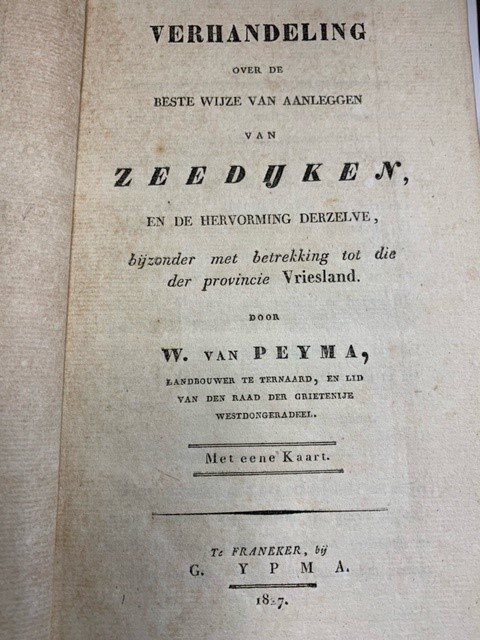 VERHANDELING
OVER DE
BESTE WIJZE VAN AANLEGGEN
VAN
ZEEDIJKEN,
EN DE HERVORMING DERZELVE,
bijzonder met betrekking tot die
der provincie Vriesland.
DOOR
W. VAN PEYMA,
LANDBOUWER TE TERNAARD, EN LID
VAN DEN RAAD DER GRIETENIJE
WESTDONGERADEEL.
Met eene Kaart.
Te FRANEKER, bij
G. YPMA.
1827.